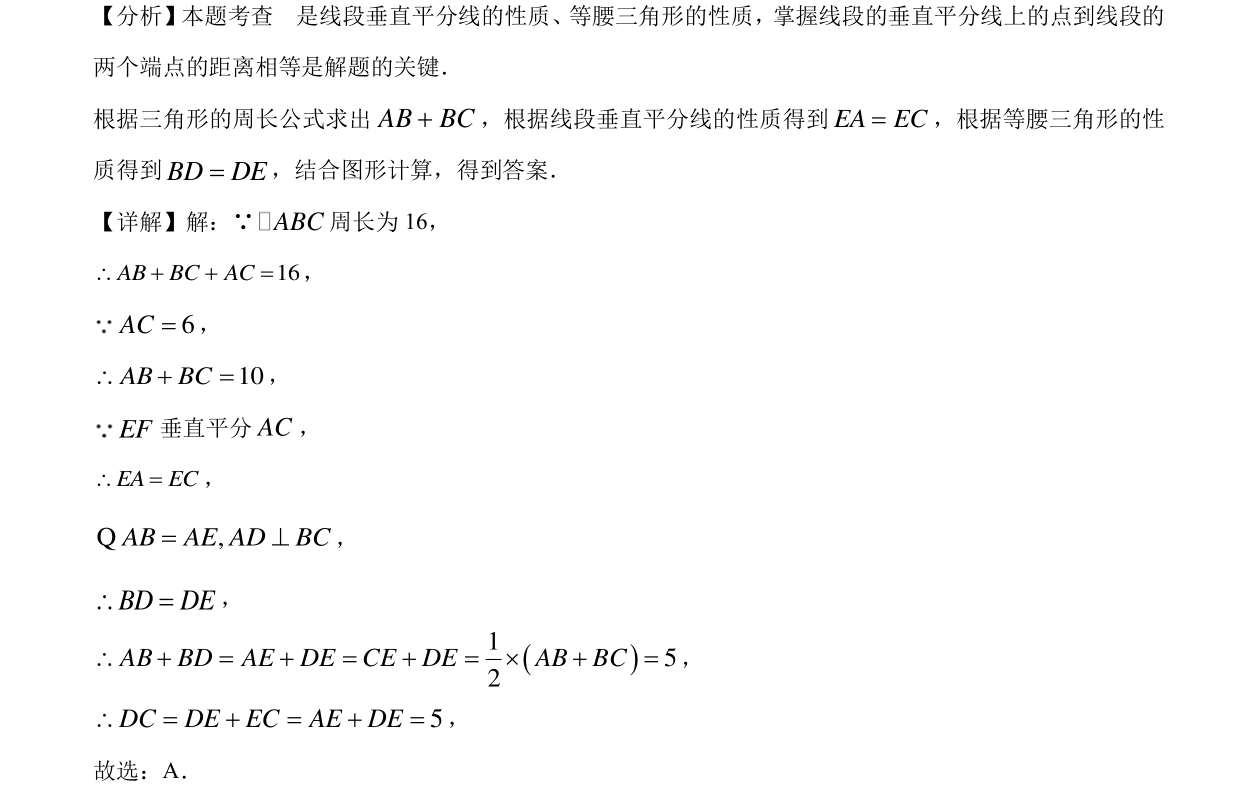 【分析】本题考查 是线段垂直平分线的性质、等腰三角形的性质，掌握线段的垂直平分线上的点到线段的
两个端点的距离相等是解题的关键．
根据三角形的周长公式求出 AB + BC，根据线段垂直平分线的性质得到 EA = EC，根据等腰三角形的性
质得到 BD = DE，结合图形计算，得到答案．
【详解】解：∵ □ABC 周长为 16，
∴ AB + BC + AC = 16，
∵ AC = 6，
∴ AB + BC = 10，
∵ EF 垂直平分 AC，
∴ EA = EC，
Q AB = AE, AD ⊥ BC，
∴ BD = DE，
∴ AB + BD = AE + DE = CE + DE = 1/2 × ( AB + BC ) = 5，
∴ DC = DE + EC = AE + DE = 5，
故选：A．